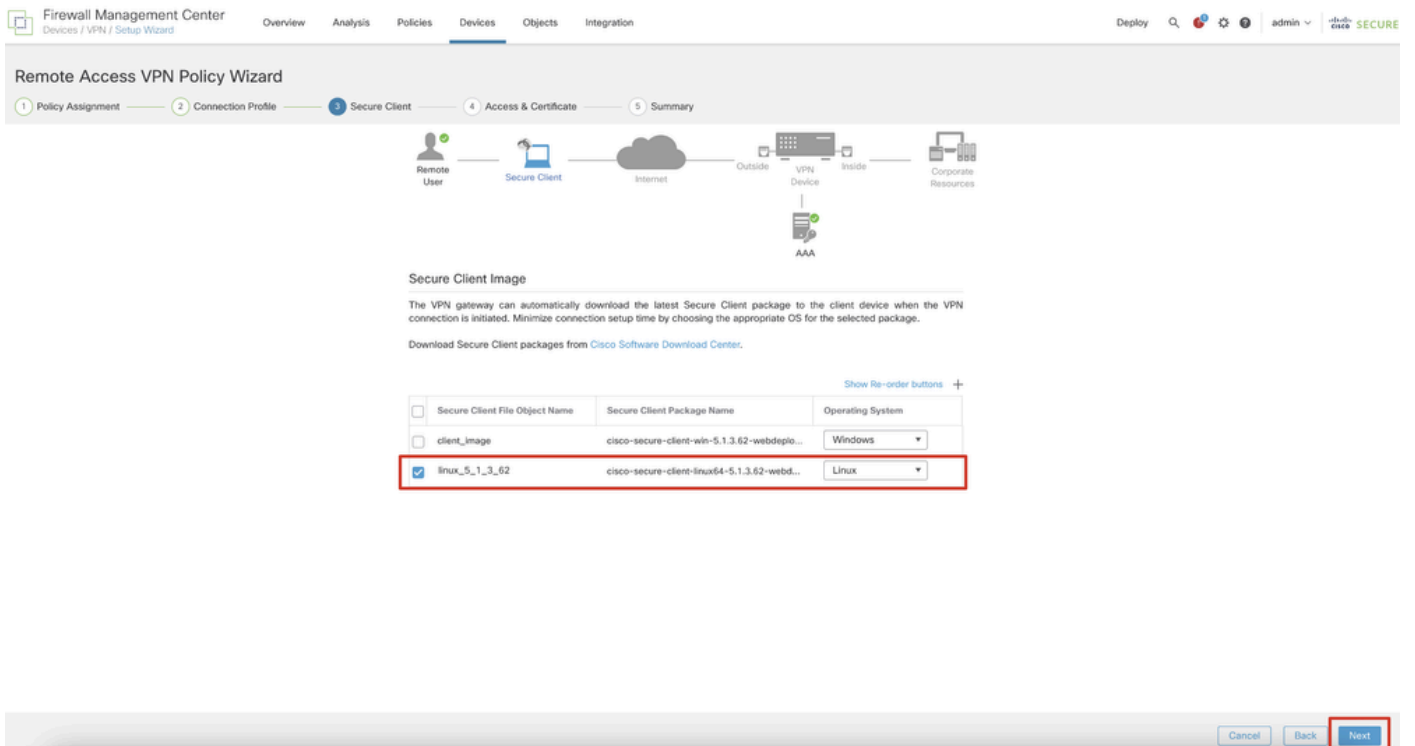 Firewall Management Center
Devices / VPN / Setup Wizard
Overview Analysis Policies Devices Objects Integration
Deploy admin cisco SECURE
Remote Access VPN Policy Wizard
1 Policy Assignment 2 Connection Profile 3 Secure Client 4 Access & Certificate 5 Summary
Remote User
Secure Client
Internet
Outside
VPN Device
Inside
Corporate Resources
AAA
Secure Client Image
The VPN gateway can automatically download the latest Secure Client package to the client device when the VPN
connection is initiated. Minimize connection setup time by choosing the appropriate OS for the selected package.
Download Secure Client packages from Cisco Software Download Center.
Show Re-order buttons +
Secure Client File Object Name Secure Client Package Name Operating System
client_image cisco-secure-client-win-5.1.3.62-webdeplo... Windows
linux_5_1_3_62 cisco-secure-client-linux64-5.1.3.62-webd... Linux
Cancel Back Next